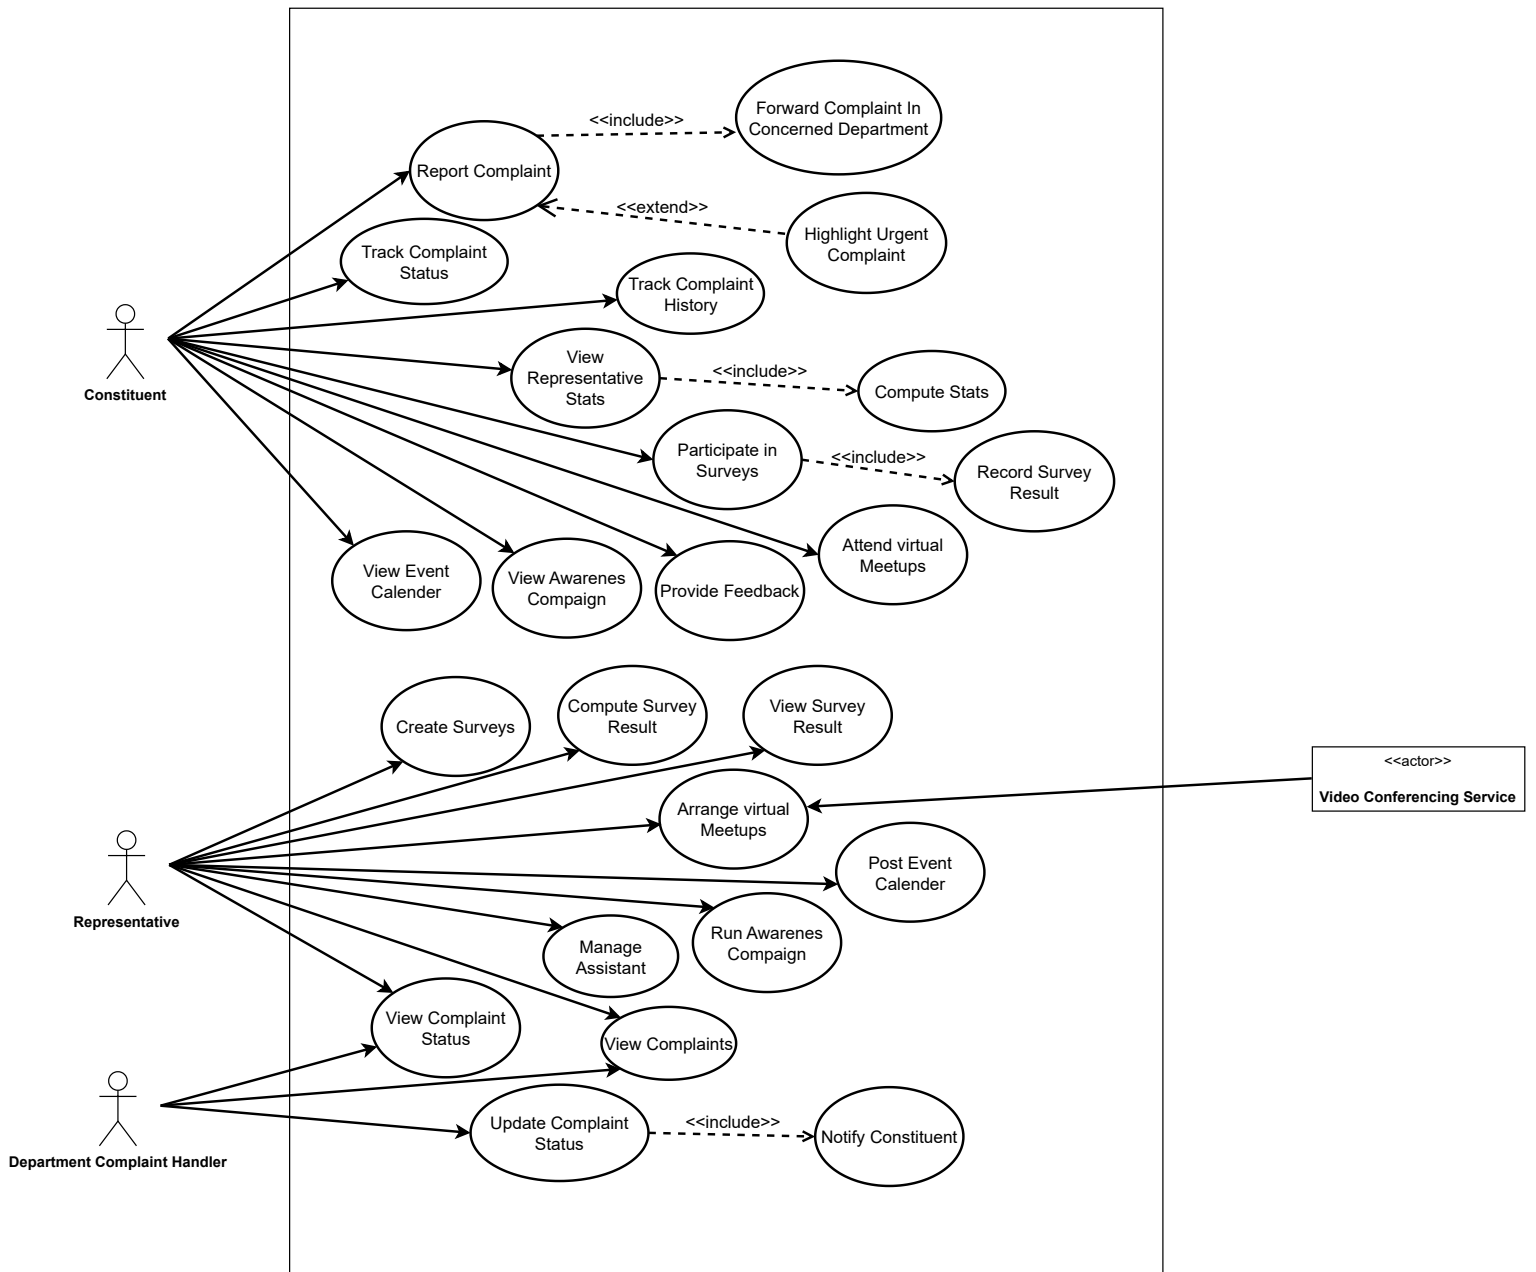 <<include>>
Forward Complaint In
Concerned Department
Report Complaint
<<extend>>
Highlight Urgent
Complaint
Track Complaint
Status
Track Complaint
History
Constituent
View
Representative
Stats
<<include>>
Compute Stats
Participate in
Surveys
<<include>>
Record Survey
Result
Attend virtual
Meetups
View Event
Calender
View Awarenes
Compaign
Provide Feedback
Create Surveys
Compute Survey
Result
View Survey
Result
<<actor>>
Video Conferencing Service
Arrange virtual
Meetups
Representative
Post Event
Calender
Run Awarenes
Compaign
Manage
Assistant
View Complaint
Status
View Complaints
Department Complaint Handler
Update Complaint
Status
<<include>>
Notify Constituent